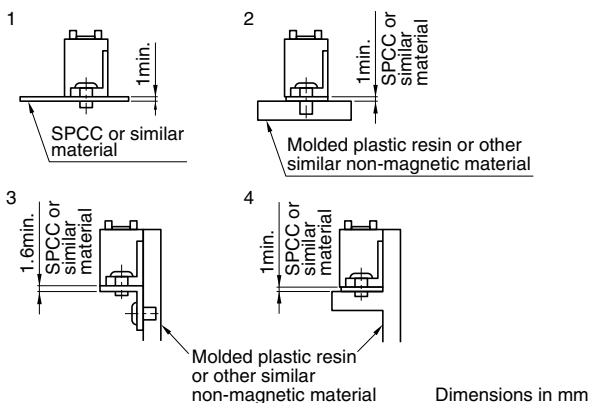 1
1min.
SPCC or similar
material
2
1min.
SPCC or
similar
material
Molded plastic resin or other
similar non-magnetic material
3
1.6min.
SPCC or
similar
material
4
1min.
SPCC or
similar
material
Molded plastic resin
or other similar
non-magnetic material
Dimensions in mm